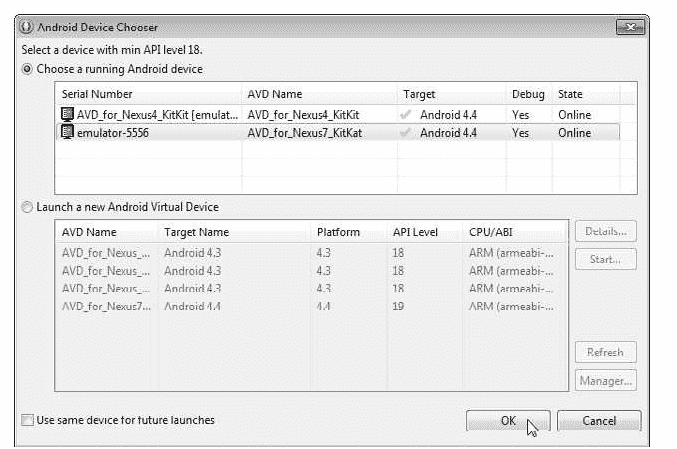 Android Device Chooser
Select a device with min API level 18.
Choose a running Android device
Serial Number AVD Name Target Debug State
AVD_for_Nexus4_KitKit [emulat... AVD_for_Nexus4_KitKit Android 4.4 Yes Online
emulator-5556 AVD_for_Nexus7_KitKat Android 4.4 Yes Online
Launch a new Android Virtual Device
AVD Name Target Name Platform API Level CPU/ABI Details...
AVD_for_Nexus_... Android 4.3 4.3 18 ARM (armeabi-...
Start...
AVD_for_Nexus_... Android 4.3 4.3 18 ARM (armeabi-...
AVD_for_Nexus_... Android 4.3 4.3 18 ARM (armeabi-...
AVD_for_Nexus7... Android 4.4 4.4 19 ARM (armeabi-...
Refresh
Manager...
Use same device for future launches OK Cancel